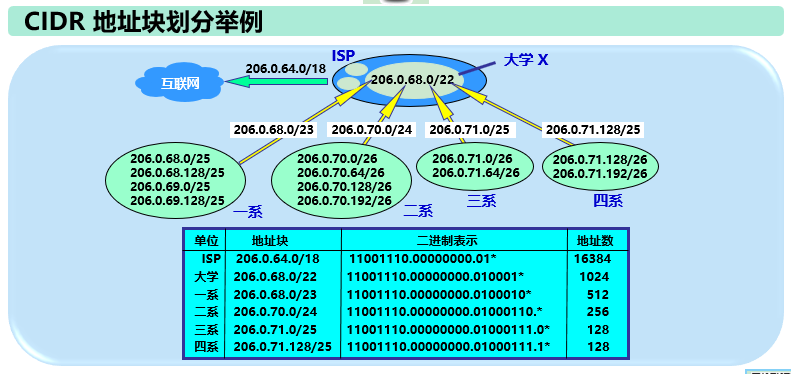 CIDR 地址块划分举例
ISP
大学 X
206.0.64.0/18
互联网
206.0.68.0/22
206.0.68.0/23
206.0.70.0/24
206.0.71.0/25
206.0.71.128/25
206.0.68.0/25
206.0.68.128/25
206.0.69.0/25
206.0.69.128/25
一系
206.0.70.0/26
206.0.70.64/26
206.0.70.128/26
206.0.70.192/26
二系
206.0.71.0/26
206.0.71.64/26
三系
206.0.71.128/26
206.0.71.192/26
四系
单位 地址块 二进制表示 地址数
ISP 206.0.64.0/18 11001110.00000000.01* 16384
大学 206.0.68.0/22 11001110.00000000.010001* 1024
一系 206.0.68.0/23 11001110.00000000.0100010* 512
二系 206.0.70.0/24 11001110.00000000.01000110.* 256
三系 206.0.71.0/25 11001110.00000000.01000111.0* 128
四系 206.0.71.128/25 11001110.00000000.01000111.1* 128